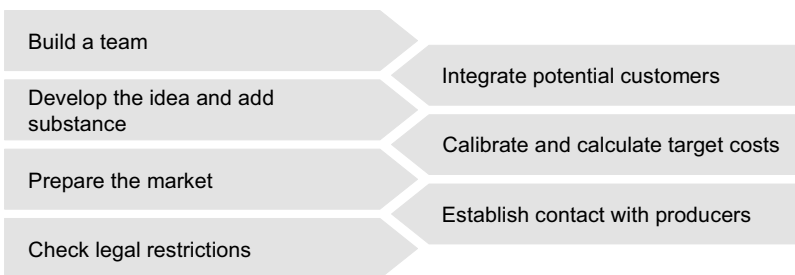 Build a team
Integrate potential customers
Develop the idea and add
substance
Calibrate and calculate target costs
Prepare the market
Establish contact with producers
Check legal restrictions